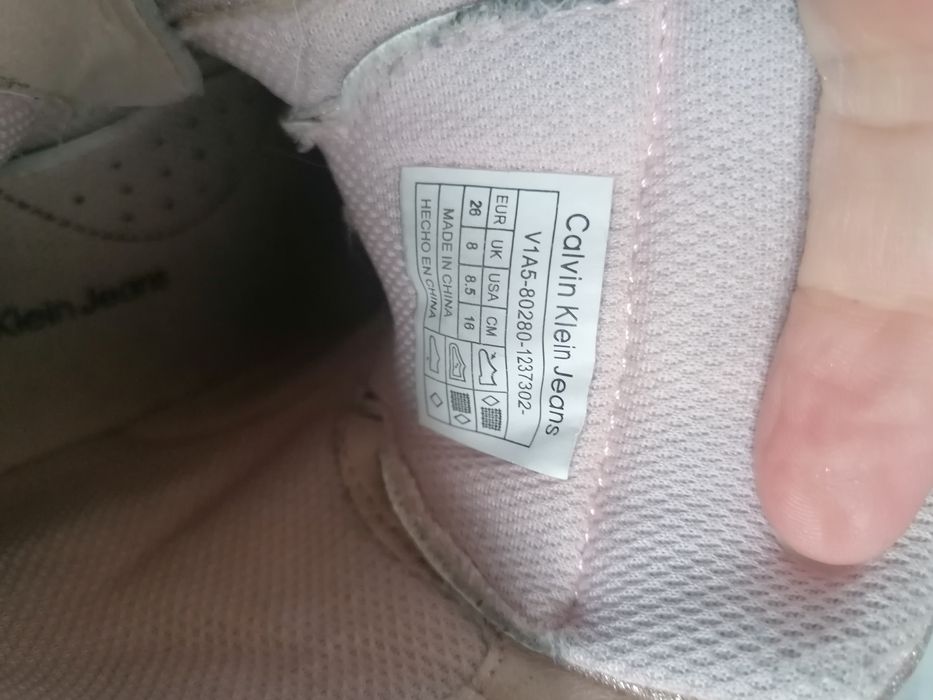 Calvin Klein Jeans
V1A5-80280-1237302-
EUR UK USA CM
26 8 8.5 16
MADE IN CHINA
HECHO EN CHINA
Klein Jeans